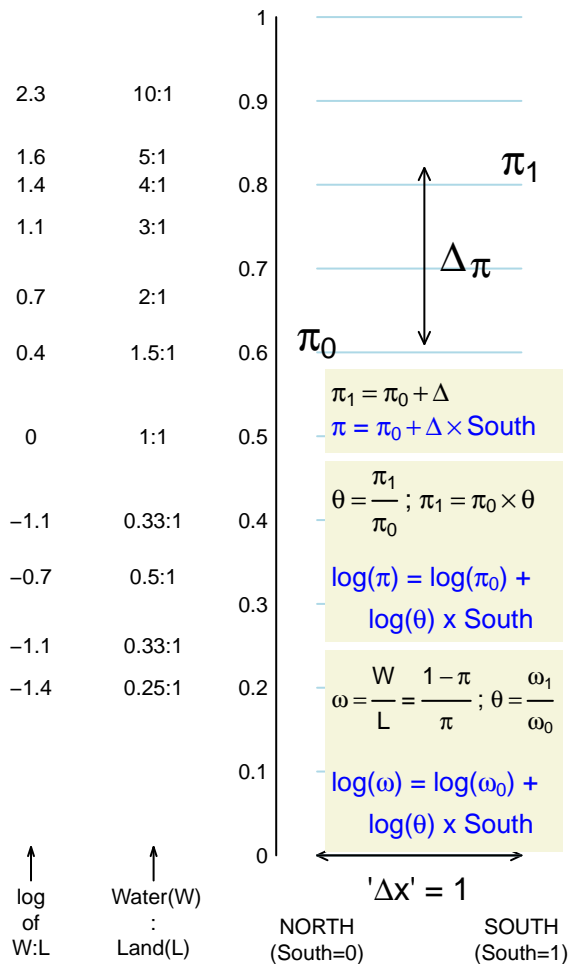 1
2.3 10:1 0.9
1.6 5:1
π₁
1.4 4:1 0.8
1.1 3:1
Δπ
0.7
0.7 2:1
π₀
0.4 1.5:1 0.6
π₁ = π₀ + Δ
π = π₀ + Δ × South
0 1:1 0.5
θ = π₁/π₀ ; π₁ = π₀ × θ
−1.1 0.33:1 0.4
log(π) = log(π₀) +
log(θ) x South
−0.7 0.5:1
0.3
−1.1 0.33:1
ω = W/L = (1 − π)/π ; θ = ω₁/ω₀
−1.4 0.25:1 0.2
log(ω) = log(ω₀) +
log(θ) x South
0.1
0
'Δx' = 1
log
of
W:L
Water(W)
:
Land(L)
NORTH
(South=0)
SOUTH
(South=1)